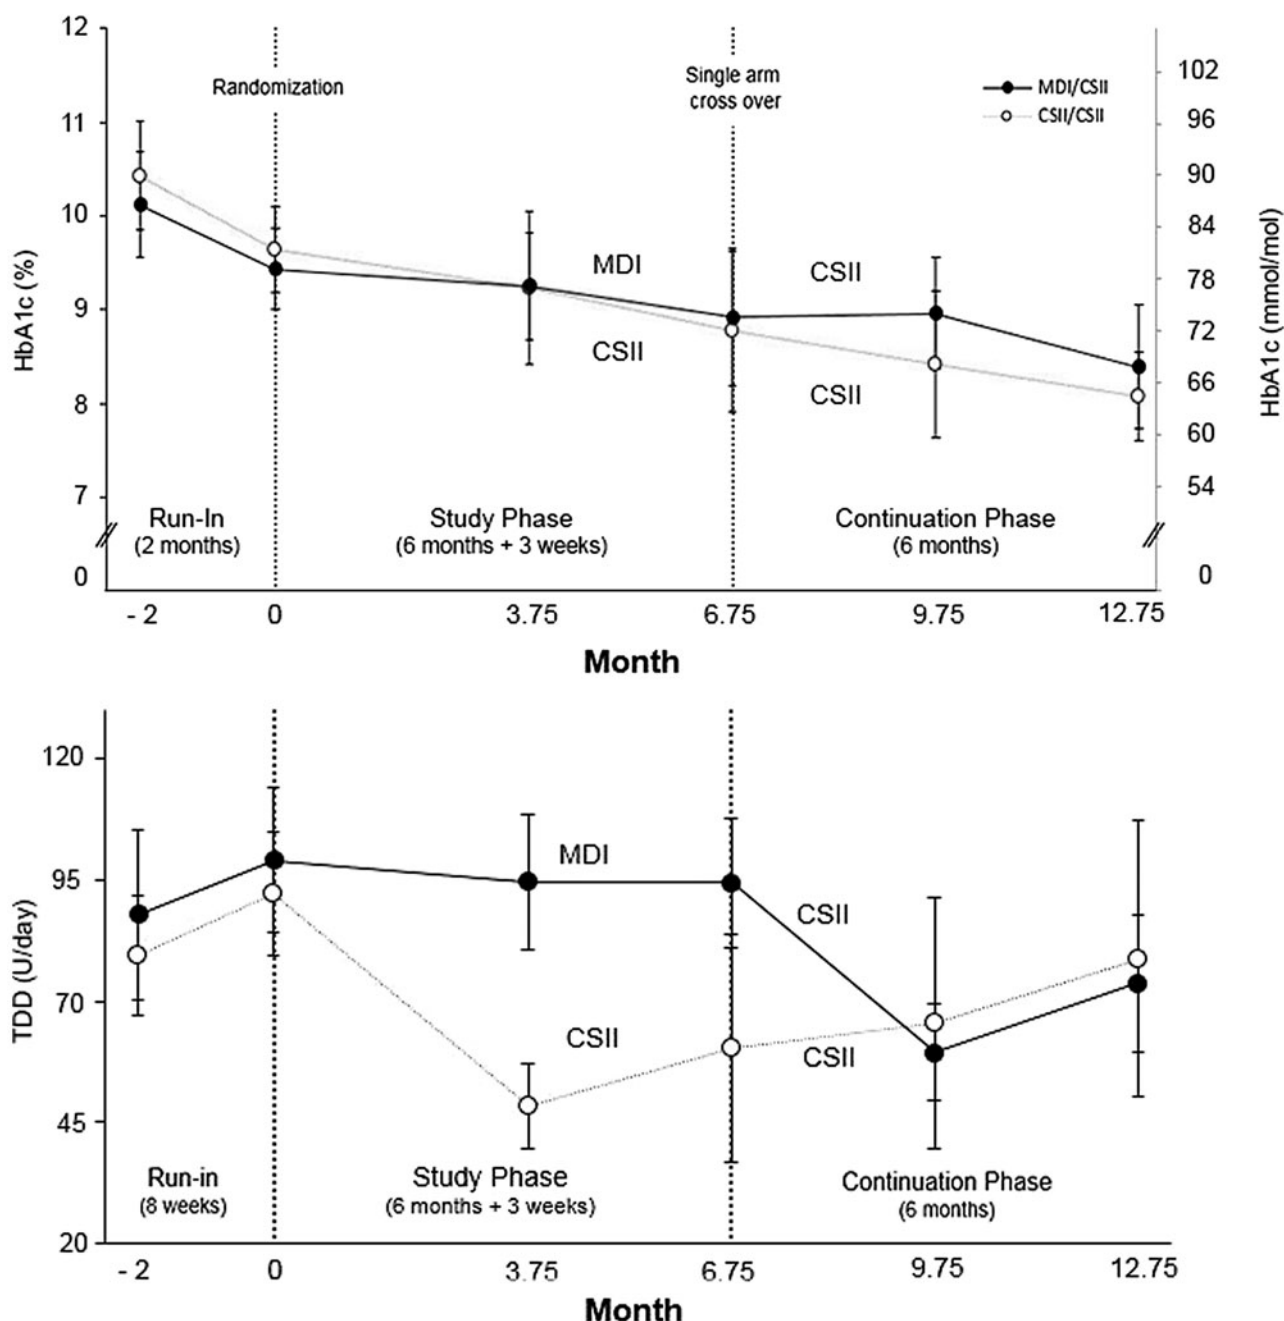 12
11
10
9
8
7
0
HbA1c (%)
Randomization
Single arm
cross over
MDI/CSII
CSII/CSII
102
96
90
84
78
72
66
60
54
0
HbA1c (mmol/mol)
MDI
CSII
CSII
CSII
Run-In
(2 months)
Study Phase
(6 months + 3 weeks)
Continuation Phase
(6 months)
- 2 0 3.75 6.75 9.75 12.75
Month
120
95
70
45
20
TDD (U/day)
MDI
CSII
CSII
CSII
Run-in
(8 weeks)
Study Phase
(6 months + 3 weeks)
Continuation Phase
(6 months)
- 2 0 3.75 6.75 9.75 12.75
Month